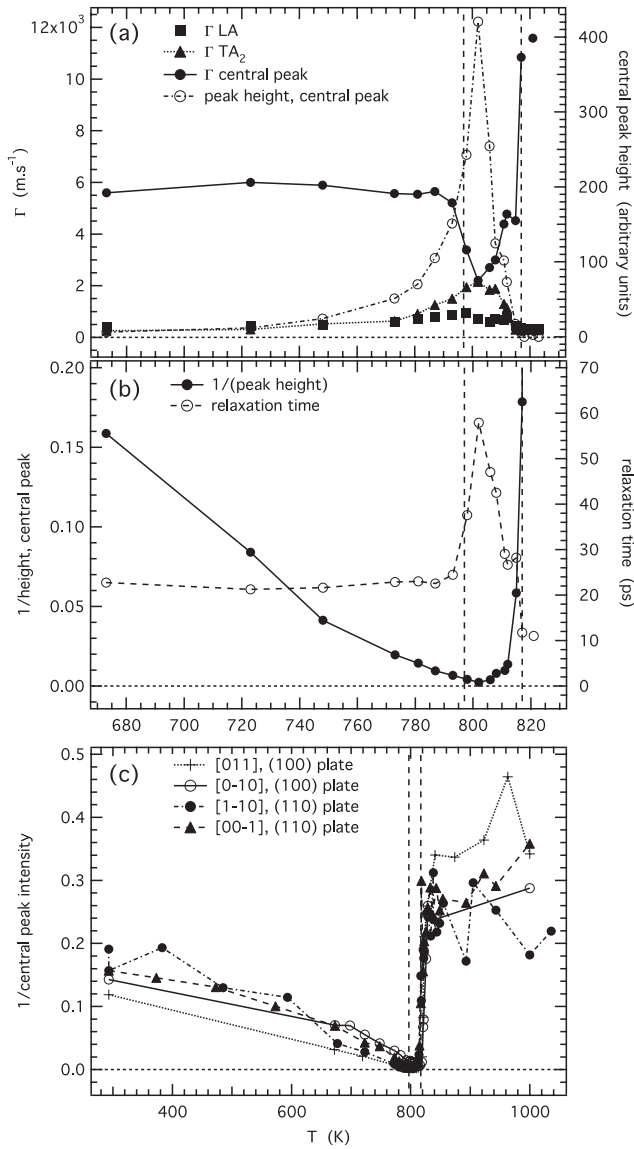 (a)
Γ LA
Γ TA₂
Γ central peak
peak height, central peak
12x10³
10
8
6
4
2
0
Γ (m.s⁻¹)
400
300
200
100
0
central peak height (arbitrary units)
(b)
1/(peak height)
relaxation time
0.20
0.15
0.10
0.05
0.00
1/height, central peak
70
60
50
40
30
20
10
0
relaxation time (ps)
680 700 720 740 760 780 800 820
(c)
[011], (100) plate
[0-10], (100) plate
[1-10], (110) plate
[00-1], (110) plate
0.5
0.4
0.3
0.2
0.1
0.0
1/central peak intensity
400 600 800 1000
T (K)